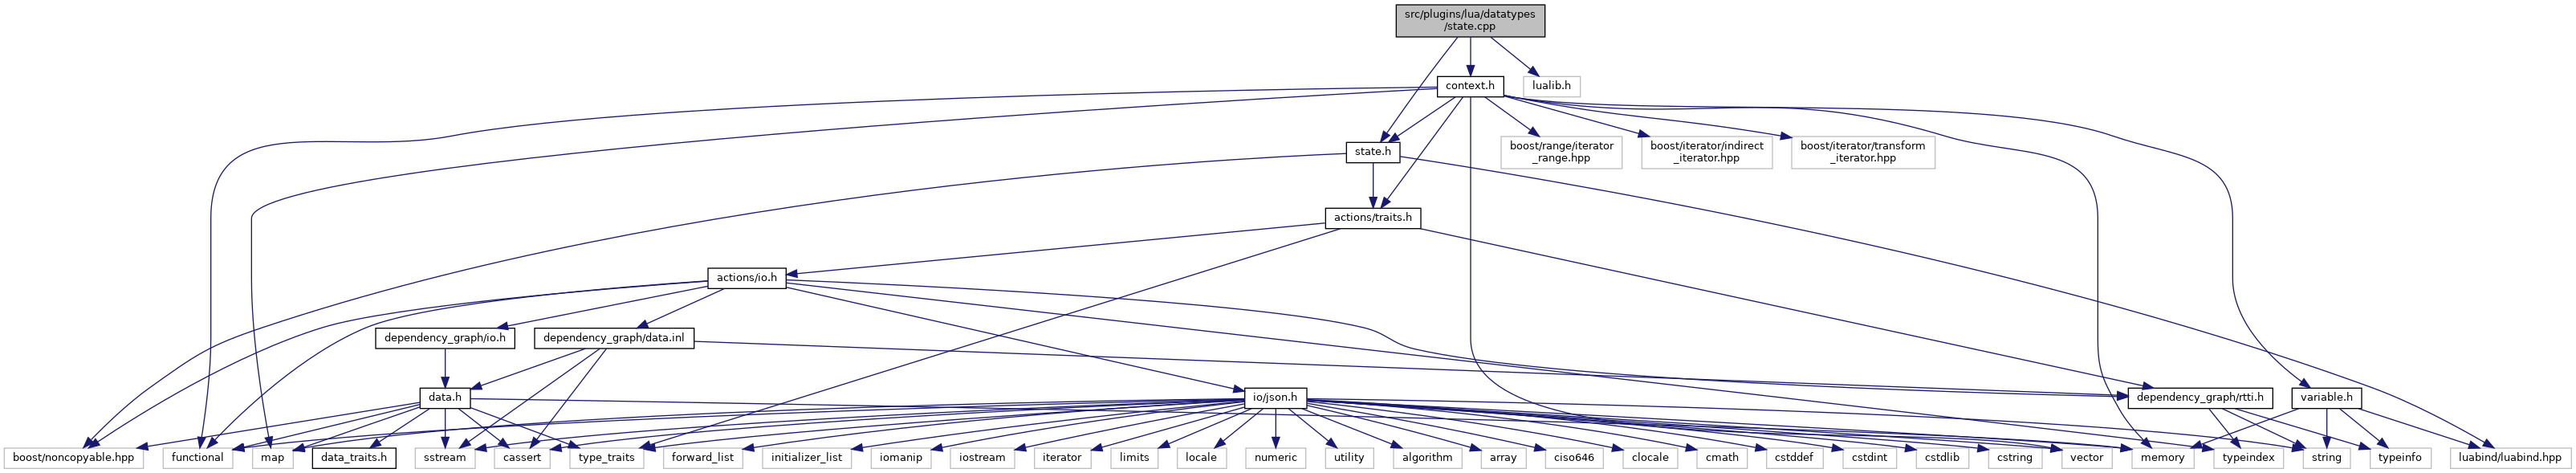 src/plugins/lua/datatypes
/state.cpp
context.h
lualib.h
state.h
boost/range/iterator
_range.hpp
boost/iterator/indirect
_iterator.hpp
boost/iterator/transform
_iterator.hpp
actions/traits.h
actions/io.h
dependency_graph/io.h
dependency_graph/data.inl
data.h
io/json.h
dependency_graph/rtti.h
variable.h
boost/noncopyable.hpp
functional
map
data_traits.h
sstream
cassert
type_traits
forward_list
initializer_list
iomanip
iostream
iterator
limits
locale
numeric
utility
algorithm
array
ciso646
clocale
cmath
cstddef
cstdint
cstdlib
cstring
vector
memory
typeindex
string
typeinfo
luabind/luabind.hpp